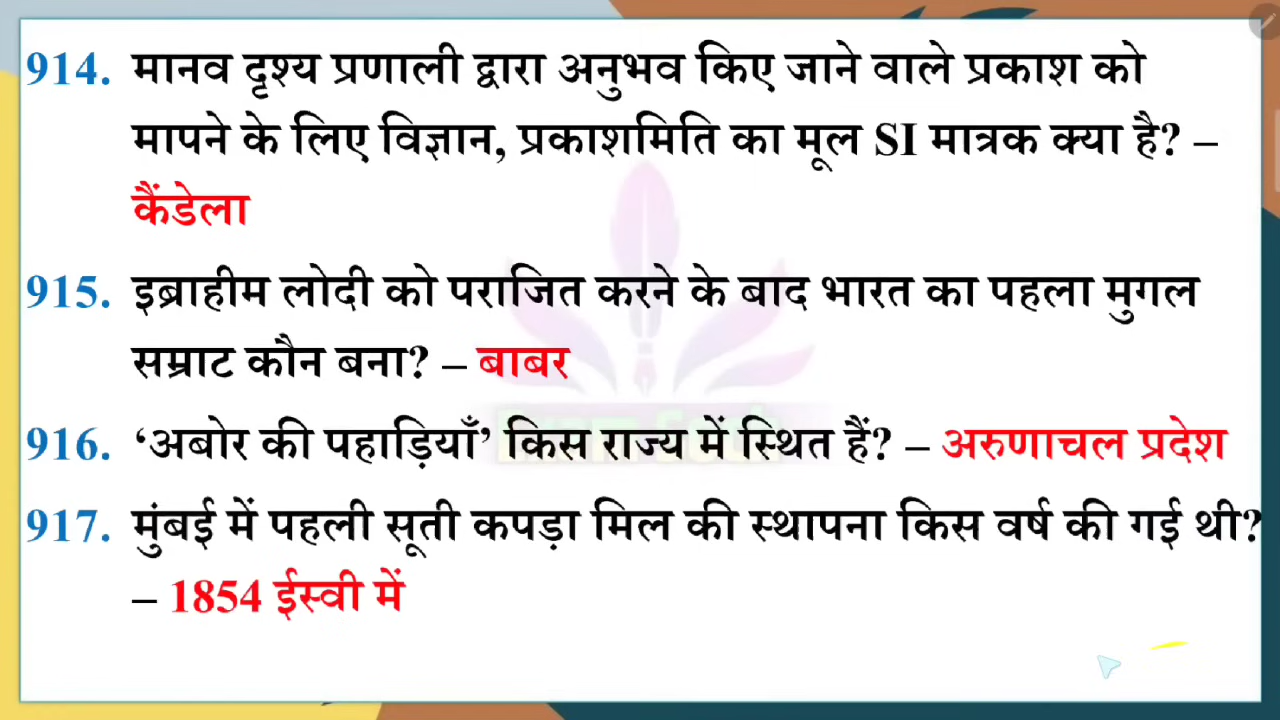 914. मानव दृश्य प्रणाली द्वारा अनुभव किए जाने वाले प्रकाश को
मापने के लिए विज्ञान, प्रकाशमिति का मूल SI मात्रक क्या है? –
कैंडेला
915. इब्राहीम लोदी को पराजित करने के बाद भारत का पहला मुगल
सम्राट कौन बना? – बाबर
916. ‘अबोर की पहाड़ियाँ’ किस राज्य में स्थित हैं? – अरुणाचल प्रदेश
917. मुंबई में पहली सूती कपड़ा मिल की स्थापना किस वर्ष की गई थी?
– 1854 ईस्वी में